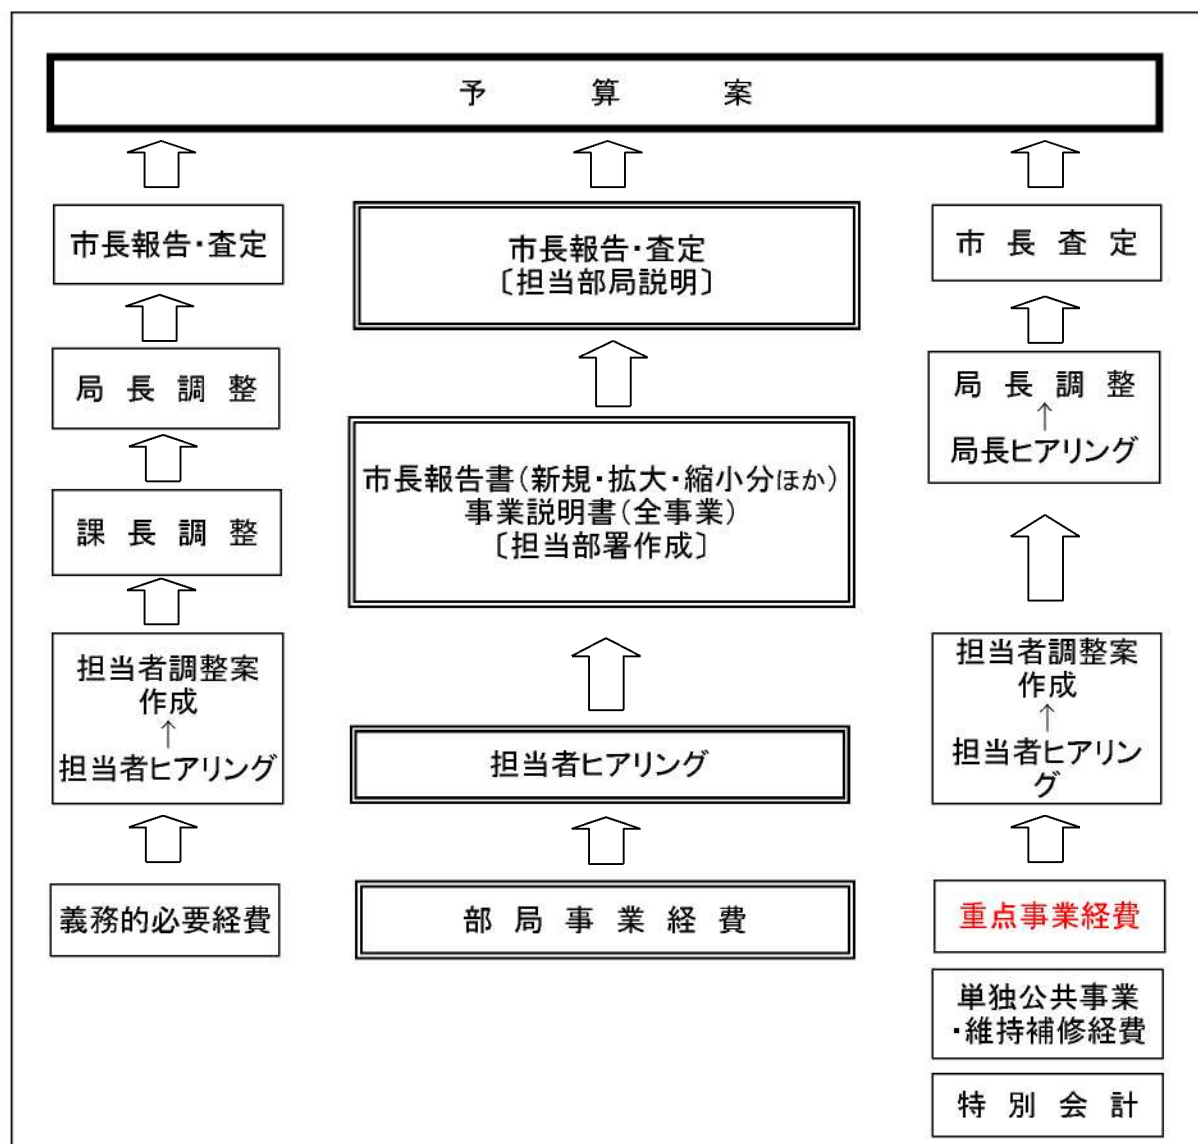 予算案
市長報告・査定
局長調整
課長調整
担当者調整案
作成
↑
担当者ヒアリング
義務的必要経費
市長報告・査定
〔担当部局説明〕
市長報告書(新規・拡大・縮小分ほか)
事業説明書(全事業)
〔担当部署作成〕
担当者ヒアリング
部局事業経費
市長査定
局長調整
↑
局長ヒアリング
担当者調整案
作成
↑
担当者ヒアリン
グ
重点事業経費
単独公共事業
・維持補修経費
特別会計